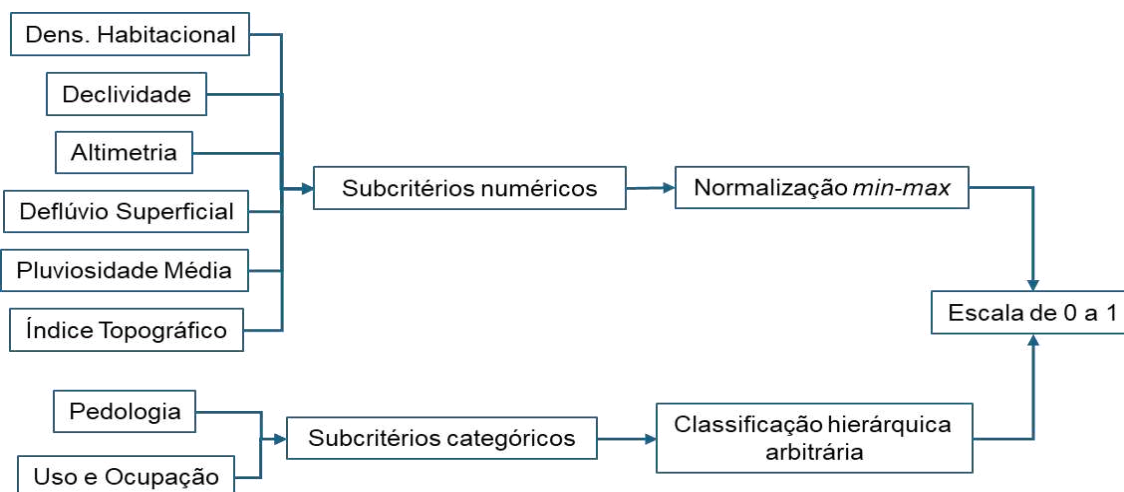 Dens. Habitacional
Declividade
Altimetria
Deflúvio Superficial
Pluviosidade Média
Índice Topográfico
Subcritérios numéricos
Normalização min-max
Escala de 0 a 1
Pedologia
Uso e Ocupação
Subcritérios categóricos
Classificação hierárquica
arbitrária